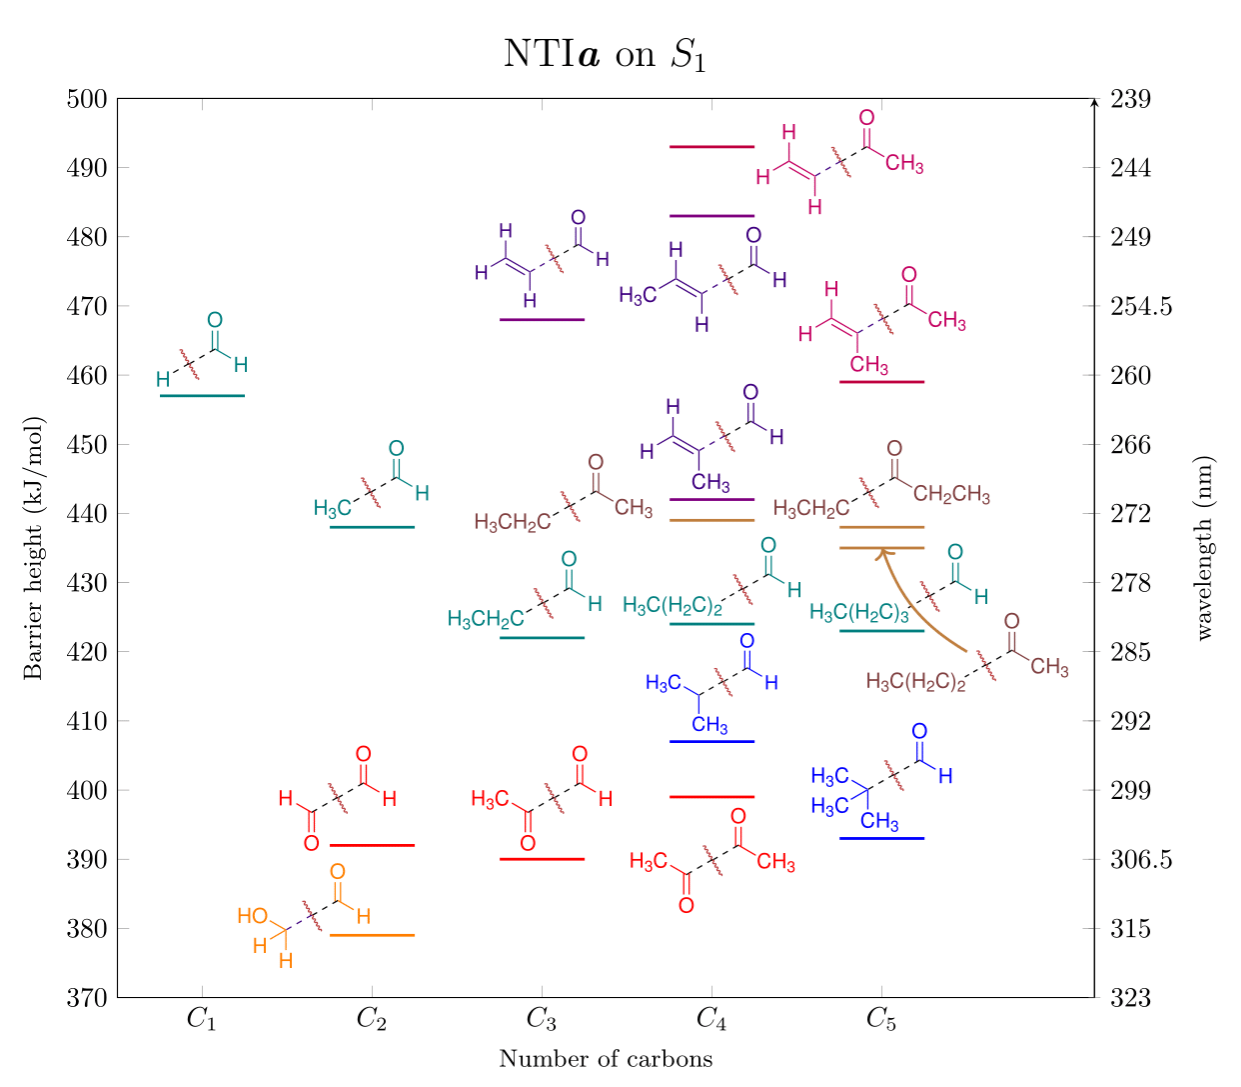 NTIa on S1
500
490
480
470
460
450
440
430
420
410
400
390
380
370
Barrier height (kJ/mol)
239
244
249
254.5
260
266
272
278
285
292
299
306.5
315
323
wavelength (nm)
C1 C2 C3 C4 C5
Number of carbons
O
H
H
CH3
H
H
O
H
H
H
H
O
H
H
H3C
H
H
O
CH3
H
H
CH3
O
H
H
O
H
H
H
CH3
O
H
H3C
O
CH3
H3CH2C
O
CH2CH3
H3CH2C
O
H
H3CH2C
O
H
H3C(H2C)2
O
H
H3C(H2C)3
O
CH3
H3C(H2C)2
O
H
H3C
CH3
O
H
H3C
H3C
CH3
O
H
H
O
O
H
H3C
O
O
CH3
H3C
O
O
H
HO
H
H